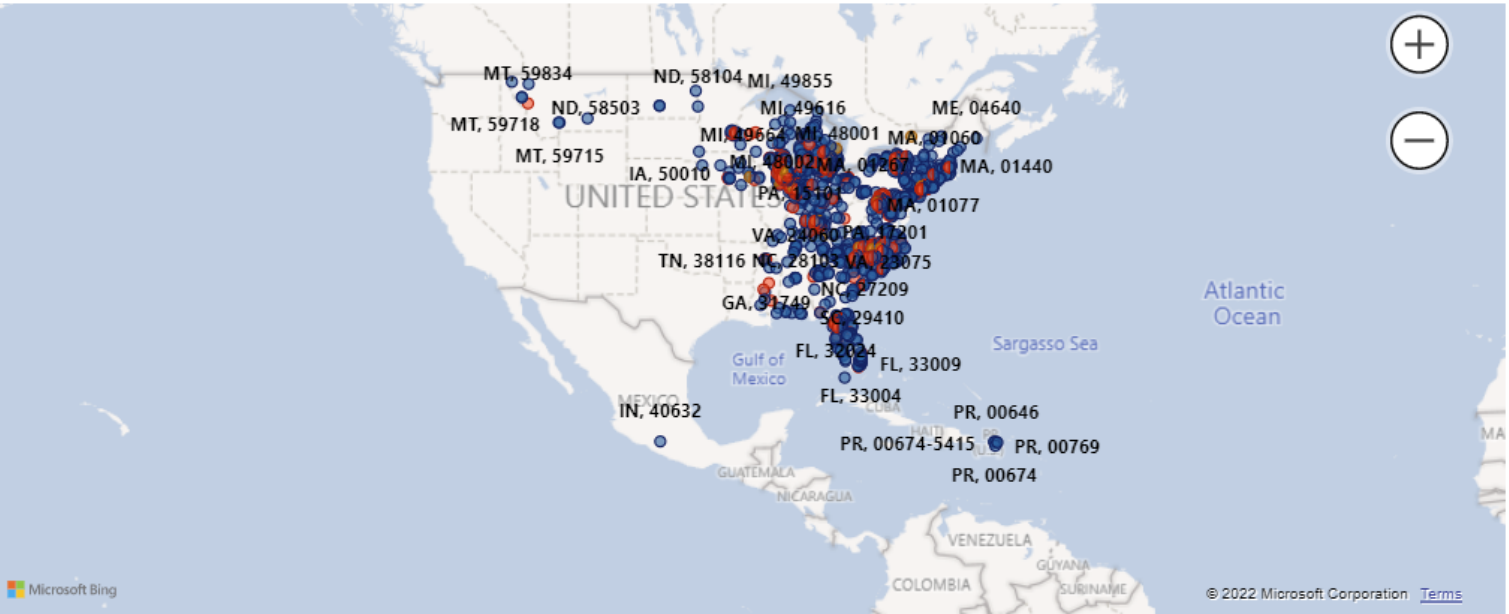 MT, 59834
ND, 58104
MI, 49855
ND, 58503
MI, 49616
ME, 04640
MT, 59718
MI, 49664
MI, 48001
MA, 01060
MT, 59715
IA, 50010
MI, 48002
MA, 01267
MA, 01440
UNITED STATES
PA, 15101
MA, 01077
VA, 24060
PA, 17201
TN, 38116
NC, 28103
VA, 23075
NC, 27209
GA, 31749
SC, 29410
Atlantic
Ocean
Sargasso Sea
Gulf of
Mexico
FL, 32024
FL, 33009
FL, 33004
MEXICO
IN, 40632
CUBA
HAITI
PR
(U.S.)
PR, 00646
PR, 00674-5415
PR, 00769
PR, 00674
GUATEMALA
NICARAGUA
VENEZUELA
GUYANA
COLOMBIA
SURINAME
MA
Microsoft Bing
© 2022 Microsoft Corporation Terms